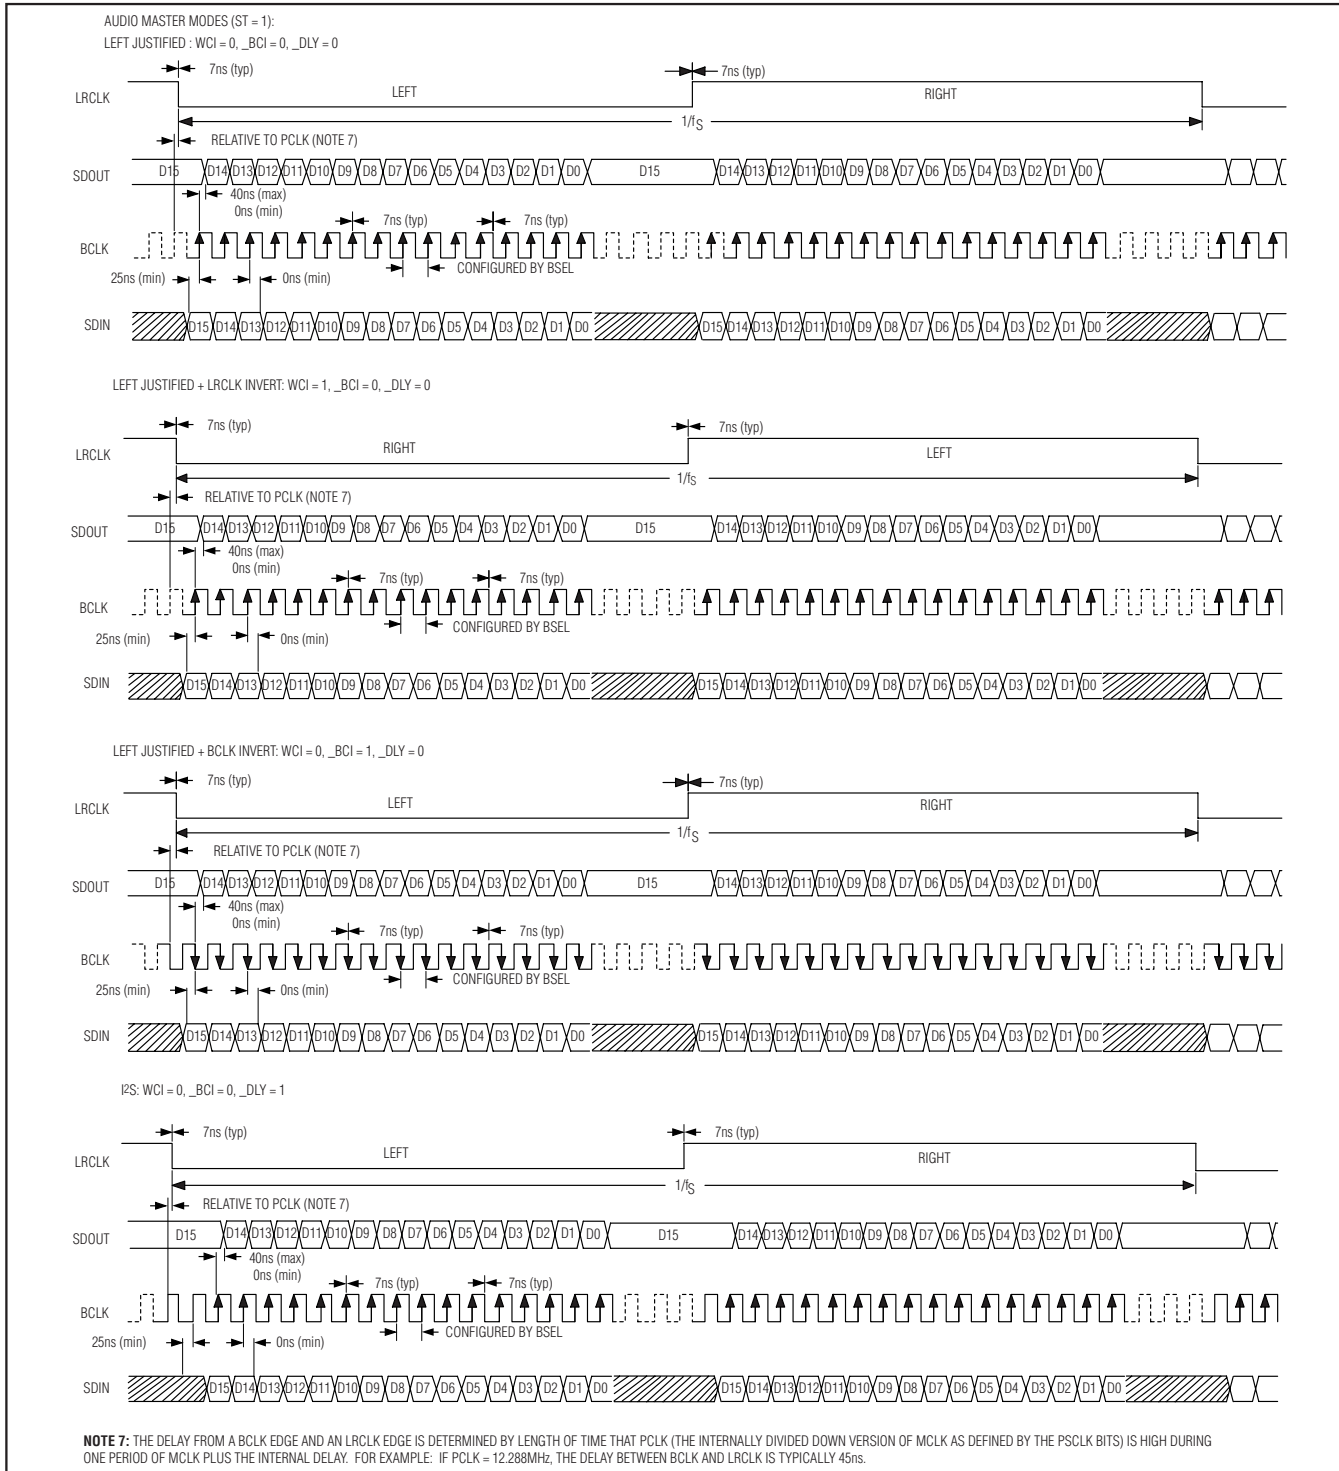 AUDIO MASTER MODES (ST = 1):
LEFT JUSTIFIED : WCI = 0, _BCI = 0, _DLY = 0
7ns (typ) 7ns (typ)
LRCLK LEFT RIGHT
1/fS
RELATIVE TO PCLK (NOTE 7)
SDOUT D15 D14 D13 D12 D11 D10 D9 D8 D7 D6 D5 D4 D3 D2 D1 D0 D15 D14 D13 D12 D11 D10 D9 D8 D7 D6 D5 D4 D3 D2 D1 D0
40ns (max)
0ns (min) 7ns (typ) 7ns (typ)
BCLK
25ns (min) 0ns (min) CONFIGURED BY BSEL
SDIN D15 D14 D13 D12 D11 D10 D9 D8 D7 D6 D5 D4 D3 D2 D1 D0 D15 D14 D13 D12 D11 D10 D9 D8 D7 D6 D5 D4 D3 D2 D1 D0
LEFT JUSTIFIED + LRCLK INVERT: WCI = 1, _BCI = 0, _DLY = 0
7ns (typ) 7ns (typ)
LRCLK RIGHT LEFT
1/fS
RELATIVE TO PCLK (NOTE 7)
SDOUT D15 D14 D13 D12 D11 D10 D9 D8 D7 D6 D5 D4 D3 D2 D1 D0 D15 D14 D13 D12 D11 D10 D9 D8 D7 D6 D5 D4 D3 D2 D1 D0
40ns (max)
0ns (min) 7ns (typ) 7ns (typ)
BCLK
25ns (min) 0ns (min) CONFIGURED BY BSEL
SDIN D15 D14 D13 D12 D11 D10 D9 D8 D7 D6 D5 D4 D3 D2 D1 D0 D15 D14 D13 D12 D11 D10 D9 D8 D7 D6 D5 D4 D3 D2 D1 D0
LEFT JUSTIFIED + BCLK INVERT: WCI = 0, _BCI = 1, _DLY = 0
7ns (typ) 7ns (typ)
LRCLK LEFT RIGHT
1/fS
RELATIVE TO PCLK (NOTE 7)
SDOUT D15 D14 D13 D12 D11 D10 D9 D8 D7 D6 D5 D4 D3 D2 D1 D0 D15 D14 D13 D12 D11 D10 D9 D8 D7 D6 D5 D4 D3 D2 D1 D0
40ns (max)
0ns (min) 7ns (typ) 7ns (typ)
BCLK
25ns (min) 0ns (min) CONFIGURED BY BSEL
SDIN D15 D14 D13 D12 D11 D10 D9 D8 D7 D6 D5 D4 D3 D2 D1 D0 D15 D14 D13 D12 D11 D10 D9 D8 D7 D6 D5 D4 D3 D2 D1 D0
I2S: WCI = 0, _BCI = 0, _DLY = 1
7ns (typ) 7ns (typ)
LRCLK LEFT RIGHT
1/fS
RELATIVE TO PCLK (NOTE 7)
SDOUT D15 D14 D13 D12 D11 D10 D9 D8 D7 D6 D5 D4 D3 D2 D1 D0 D15 D14 D13 D12 D11 D10 D9 D8 D7 D6 D5 D4 D3 D2 D1 D0
40ns (max)
0ns (min) 7ns (typ) 7ns (typ)
BCLK
25ns (min) 0ns (min) CONFIGURED BY BSEL
SDIN D15 D14 D13 D12 D11 D10 D9 D8 D7 D6 D5 D4 D3 D2 D1 D0 D15 D14 D13 D12 D11 D10 D9 D8 D7 D6 D5 D4 D3 D2 D1 D0
NOTE 7: THE DELAY FROM A BCLK EDGE AND AN LRCLK EDGE IS DETERMINED BY LENGTH OF TIME THAT PCLK (THE INTERNALLY DIVIDED DOWN VERSION OF MCLK AS DEFINED BY THE PSCLK BITS) IS HIGH DURING
ONE PERIOD OF MCLK PLUS THE INTERNAL DELAY. FOR EXAMPLE: IF PCLK = 12.288MHz, THE DELAY BETWEEN BCLK AND LRCLK IS TYPICALLY 45ns.